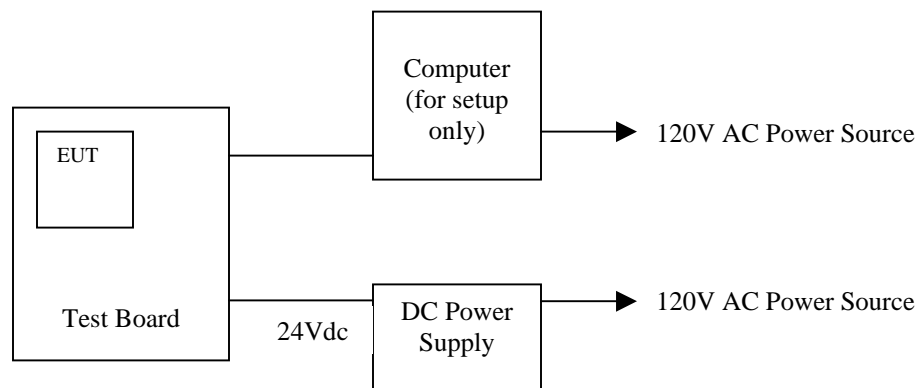 Computer
(for setup
only)
120V AC Power Source
EUT
Test Board
24Vdc
DC Power
Supply
120V AC Power Source